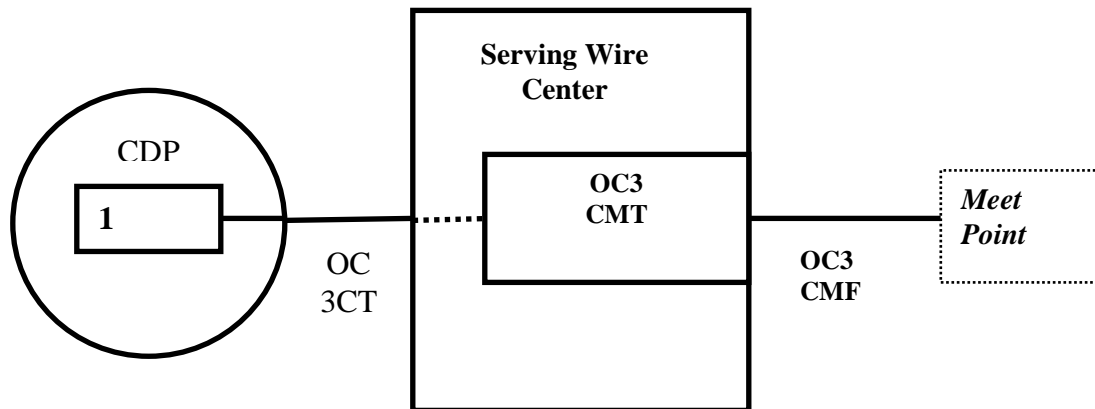 Serving Wire
Center
CDP
1
OC3
CMT
OC
3CT
OC3
CMF
Meet
Point